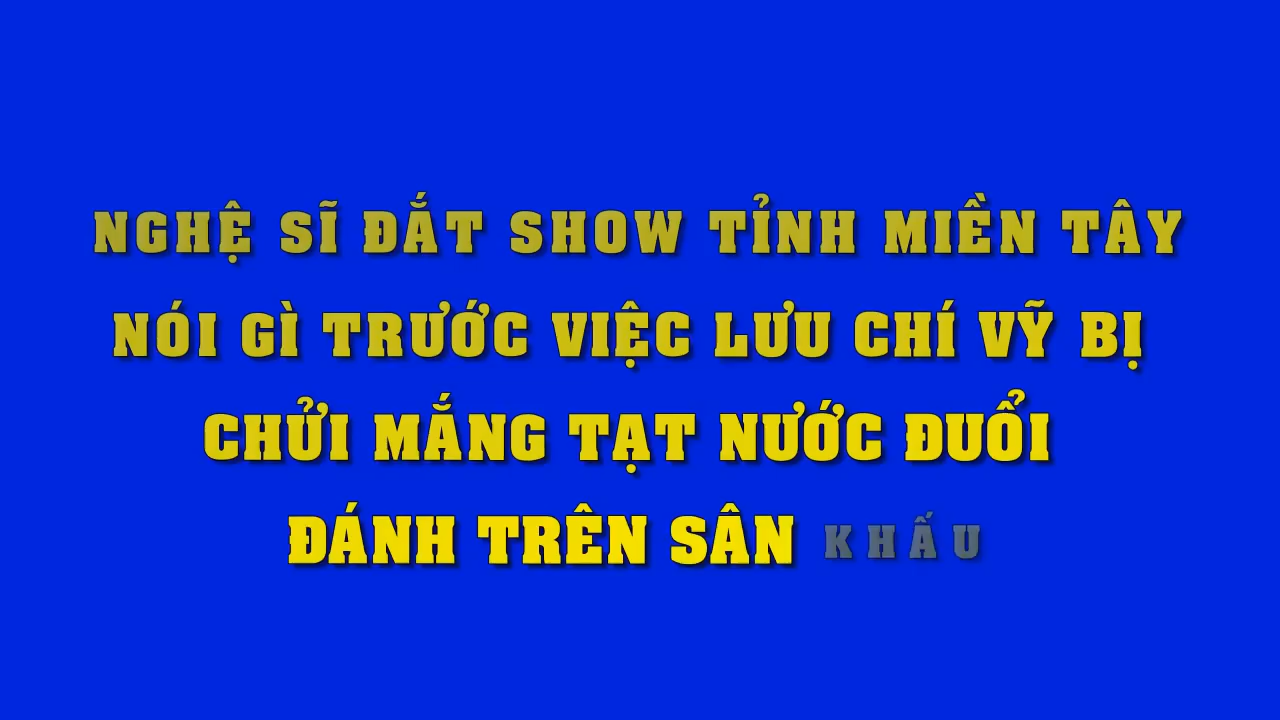 NGHỆ SĨ ĐẮT SHOW TỈNH MIỀN TÂY
NÓI GÌ TRƯỚC VIỆC LƯU CHÍ VỸ BỊ
CHỬI MẮNG TẠT NƯỚC ĐUỔI
ĐÁNH TRÊN SÂN KHẤU